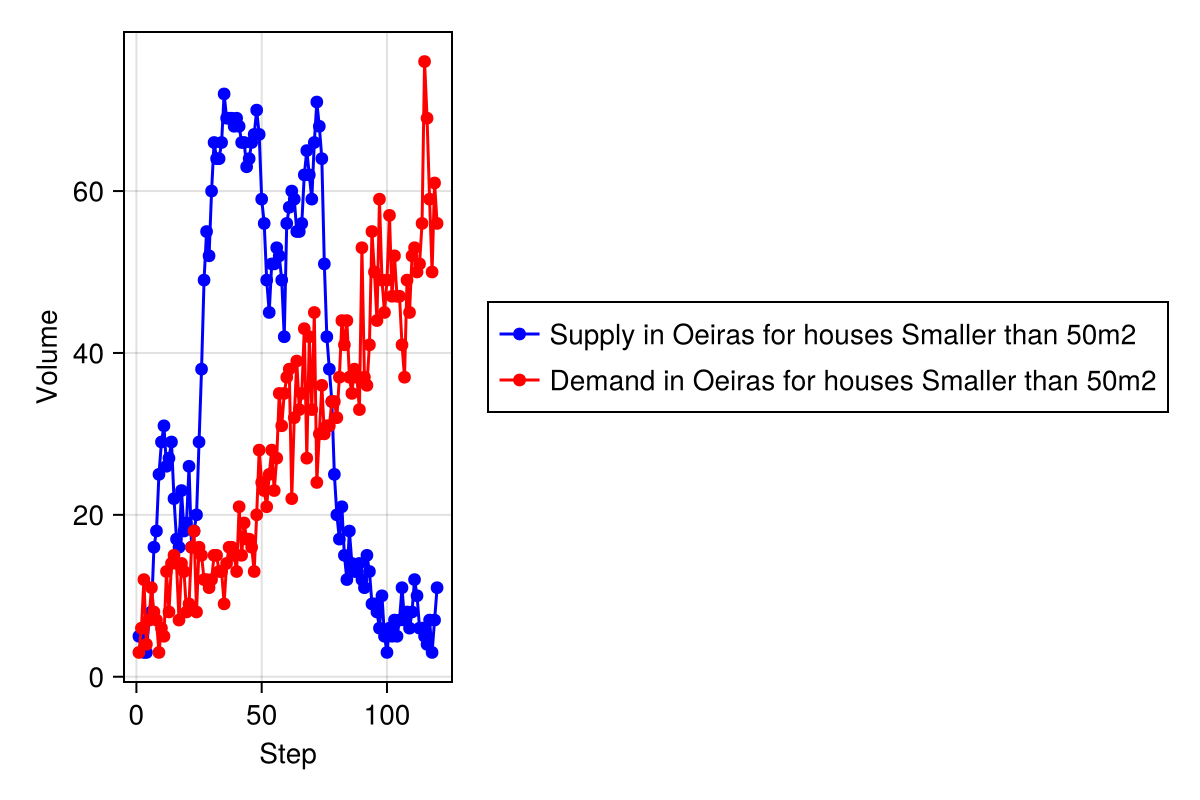 60
40
20
0
Volume
0 50 100
Step
Supply in Oeiras for houses Smaller than 50m2
Demand in Oeiras for houses Smaller than 50m2